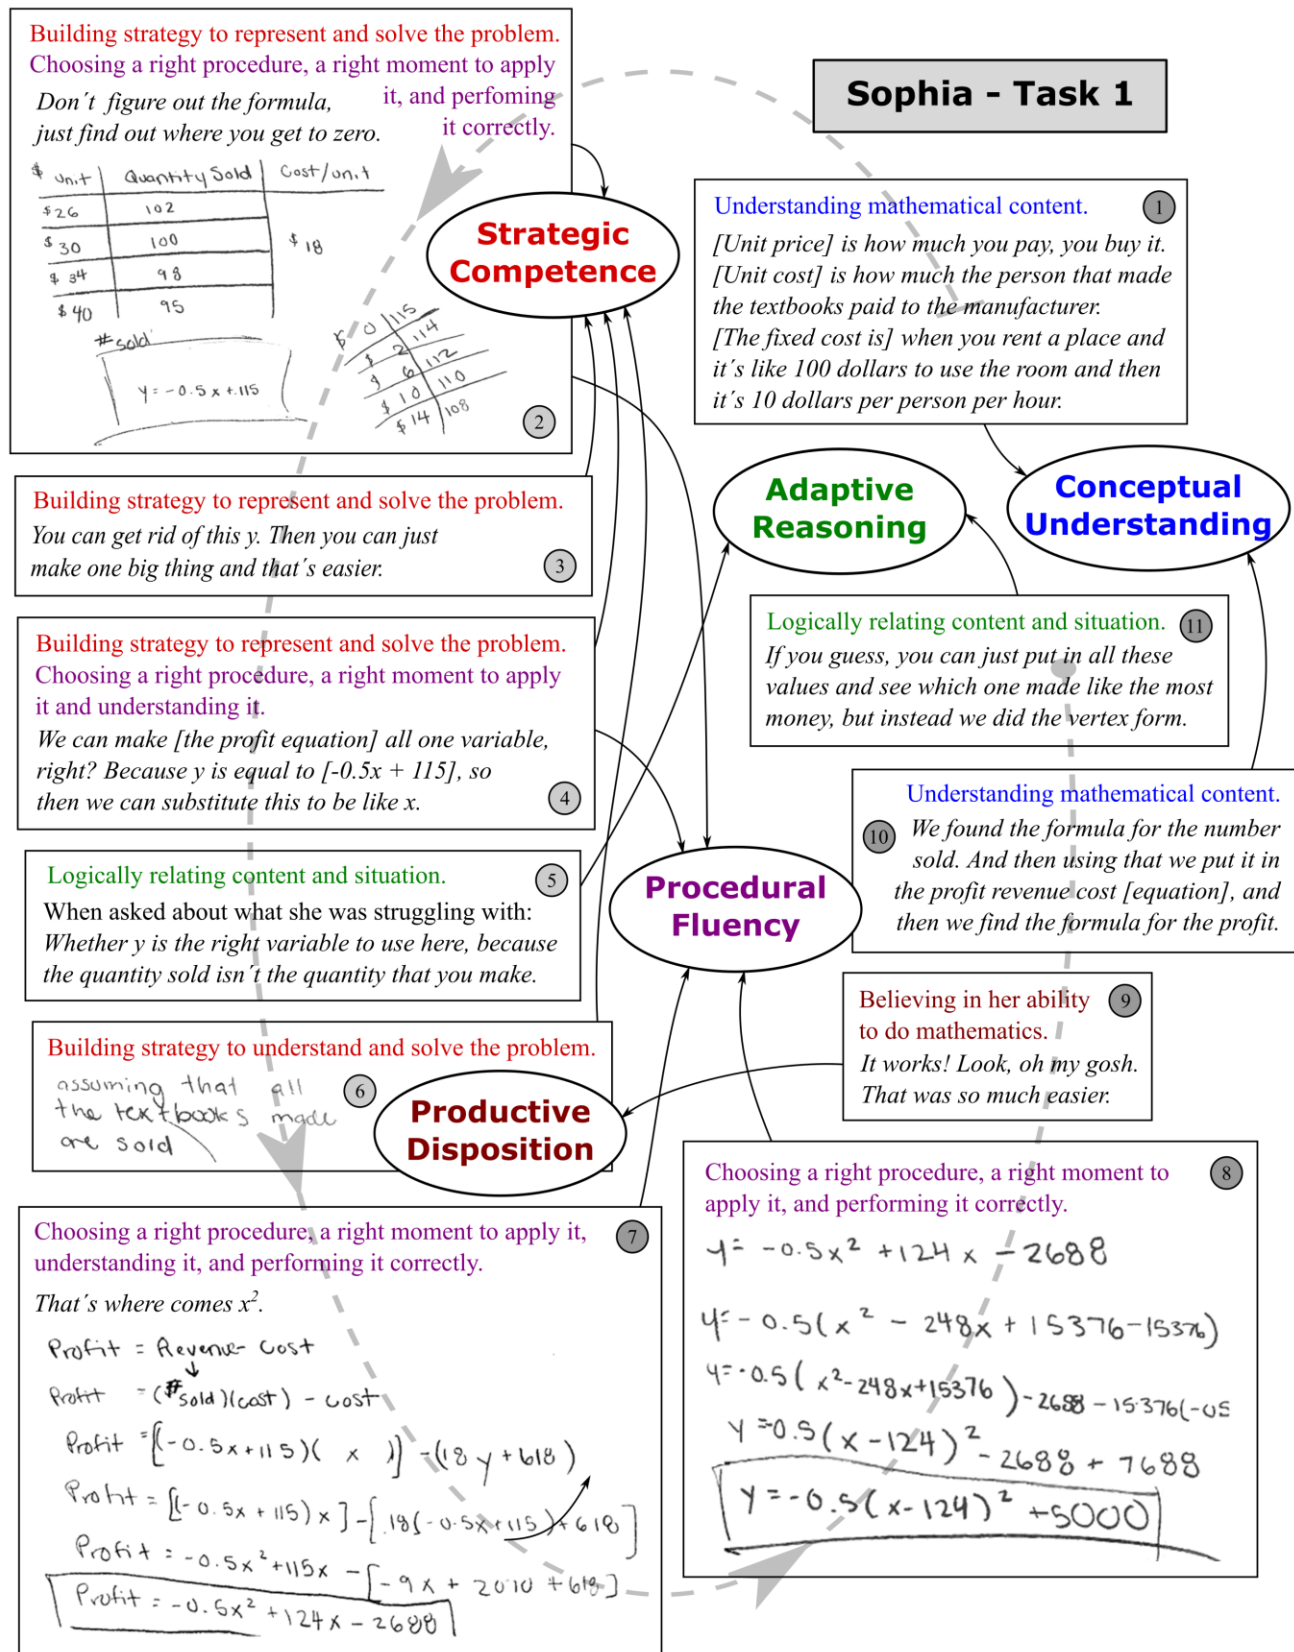 Sophia - Task 1
Understanding mathematical content.
1
[Unit price] is how much you pay, you buy it.
[Unit cost] is how much the person that made
the textbooks paid to the manufacturer.
[The fixed cost is] when you rent a place and
it´s like 100 dollars to use the room and then
it´s 10 dollars per person per hour.
Building strategy to represent and solve the problem.
Choosing a right procedure, a right moment to apply
it, and perfoming
it correctly.
Don´t figure out the formula,
just find out where you get to zero.
$ unit Quantity Sold Cost/unit
$26 102
$30 100
$18
$34 98
$40 95
# sold
y = -0.5x + 115
$ 0 115
$ 2 114
$ 6 112
$ 10 110
$ 14 108
2
Strategic
Competence
Building strategy to represent and solve the problem.
You can get rid of this y. Then you can just
make one big thing and that´s easier.
3
Adaptive
Reasoning
Conceptual
Understanding
Building strategy to represent and solve the problem.
Choosing a right procedure, a right moment to apply
it and understanding it.
We can make [the profit equation] all one variable,
right? Because y is equal to [-0.5x + 115], so
then we can substitute this to be like x.
4
Logically relating content and situation.
5
When asked about what she was struggling with:
Whether y is the right variable to use here, because
the quantity sold isn´t the quantity that you make.
Procedural
Fluency
Building strategy to understand and solve the problem.
assuming that all
the textbooks made
are sold
6
Productive
Disposition
Choosing a right procedure, a right moment to apply it,
understanding it, and performing it correctly.
7
That´s where comes x².
Profit = Revenue - Cost
Profit = (# sold)(cost) - cost
Profit = [(-0.5x+115)( x )] - (18y+618)
Profit = [(-0.5x+115)x] - [18(-0.5x+115)+618]
Profit = -0.5x²+115x - [-9x + 2070 + 618]
Profit = -0.5x² + 124x - 2688
Choosing a right procedure, a right moment to
apply it, and performing it correctly.
8
y = -0.5x² + 124x - 2688
y = -0.5(x² - 248x + 15376 - 15376)
y = -0.5(x²-248x+15376) - 2688 - 15376(-0.5
y = 0.5(x - 124)² - 2688 + 7688
y = -0.5(x-124)² + 5000
Believing in her ability
to do mathematics.
9
It works! Look, oh my gosh.
That was so much easier.
Understanding mathematical content.
10
We found the formula for the number
sold. And then using that we put it in
the profit revenue cost [equation], and
then we find the formula for the profit.
Logically relating content and situation.
11
If you guess, you can just put in all these
values and see which one made like the most
money, but instead we did the vertex form.